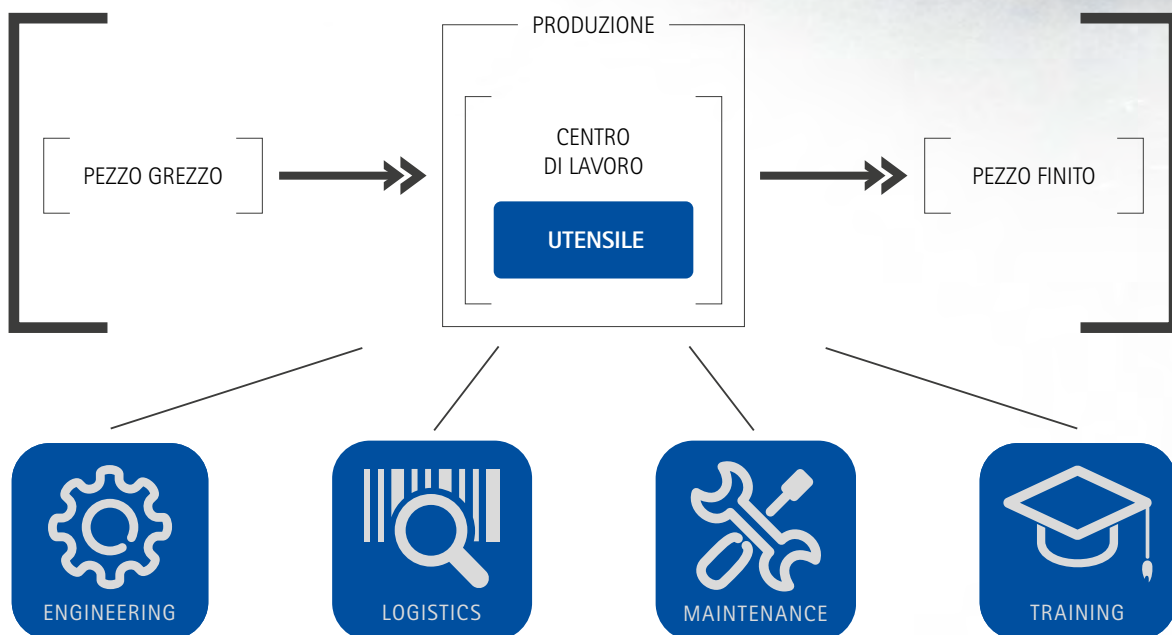 PRODUZIONE
PEZZO GREZZO
CENTRO
DI LAVORO
UTENSILE
PEZZO FINITO
ENGINEERING
LOGISTICS
MAINTENANCE
TRAINING